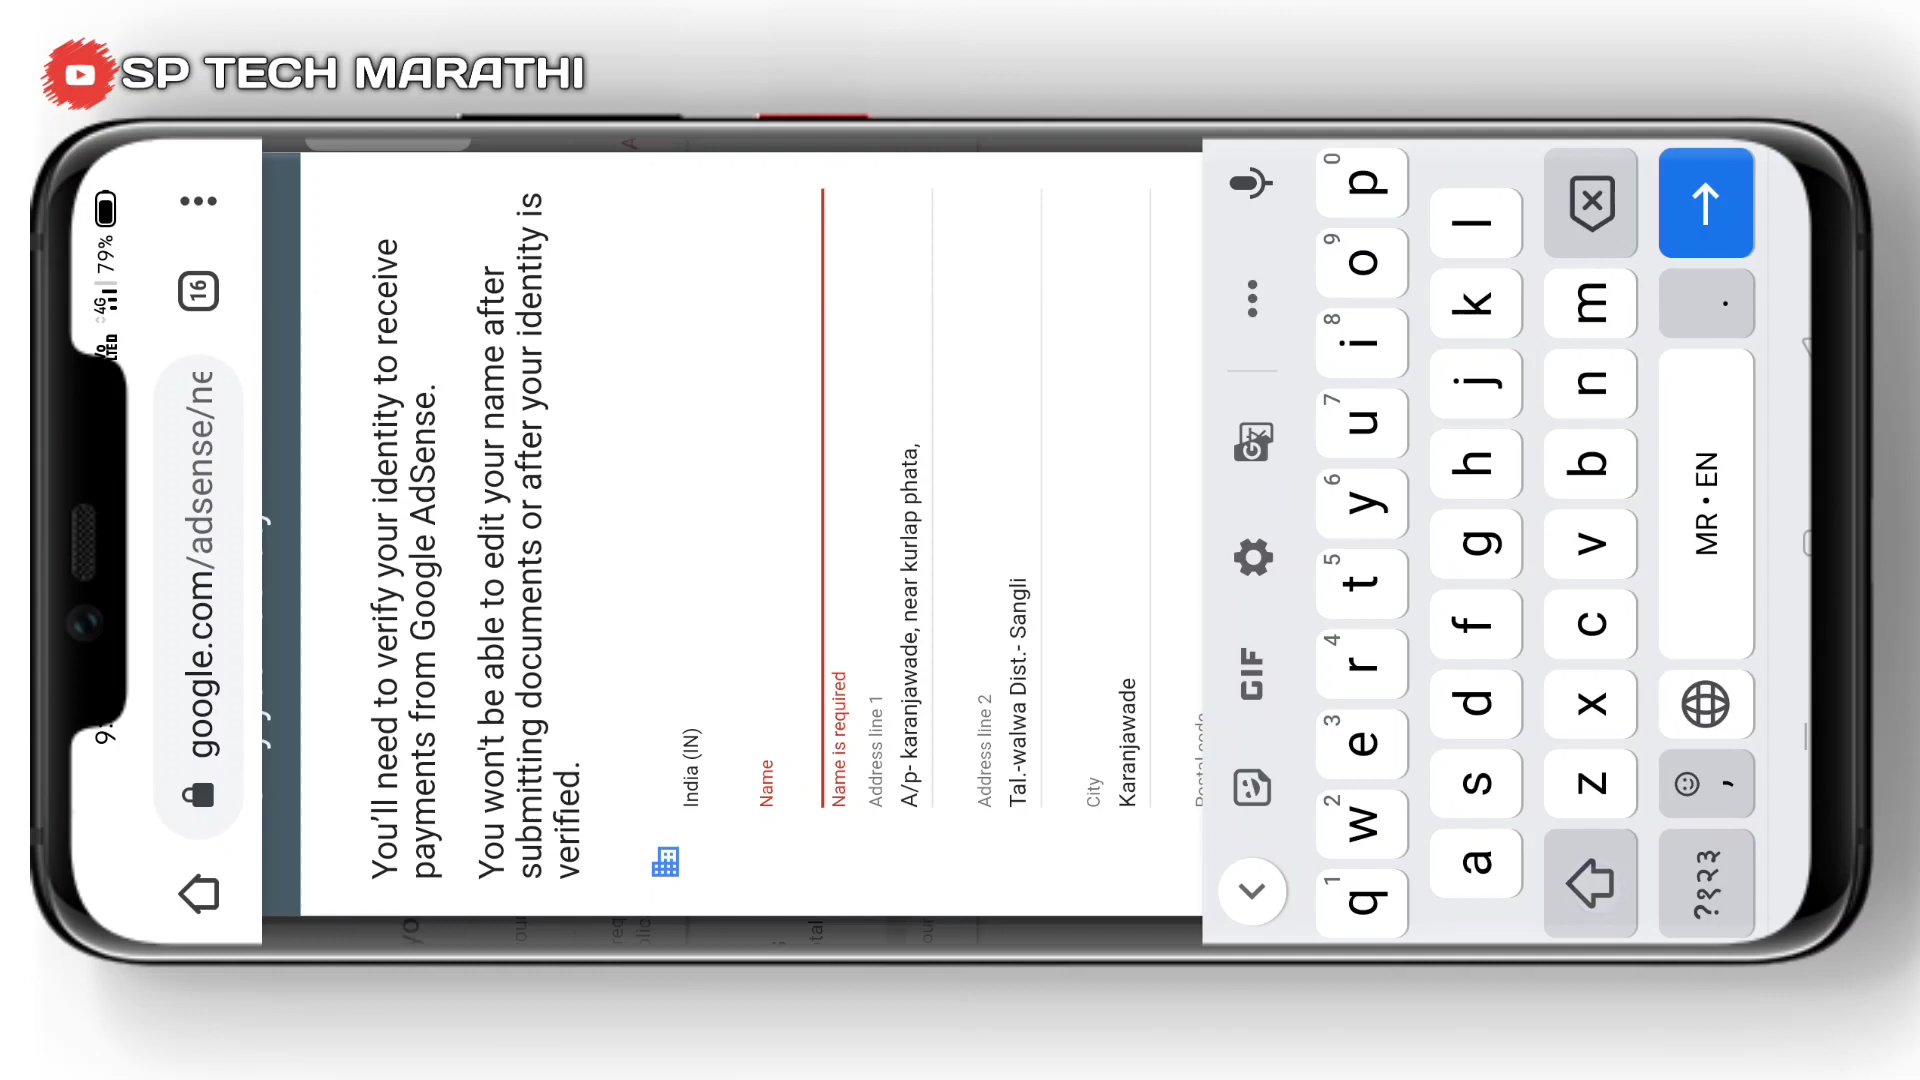 SP TECH MARATHI
4G 79%
google.com/adsense/ne
16
You'll need to verify your identity to receive
payments from Google AdSense.
You won't be able to edit your name after
submitting documents or after your identity is
verified.
India (IN)
Name
Name is required
Address line 1
A/p- karanjawade, near kurlap phata,
Address line 2
Tal.-walwa Dist.- Sangli
City
Karanjawade
GIF
q 1 w 2 e 3 r 4 t 5 y 6 u 7 i 8 o 9 p 0
a s d f g h j k l
z x c v b n m
?१२३ , MR • EN .